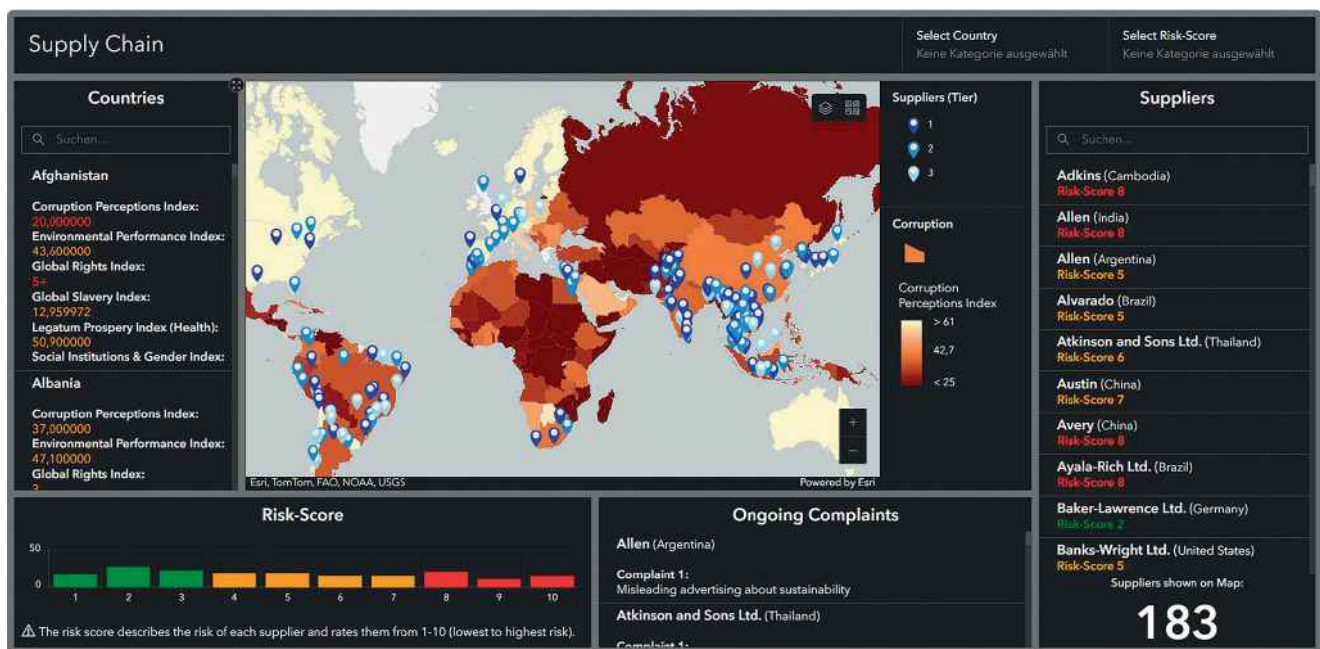 Supply Chain
Select Country
Keine Kategorie ausgewählt
Select Risk-Score
Keine Kategorie ausgewählt
Countries
Suchen...
Afghanistan
Corruption Perceptions Index:
20,000000
Environmental Performance Index:
43,600000
Global Rights Index:
5+
Global Slavery Index:
12,959972
Legatum Prospery Index (Health):
50,900000
Social Institutions & Gender Index:
Albania
Corruption Perceptions Index:
37,000000
Environmental Performance Index:
47,100000
Global Rights Index:
3
Esri, TomTom, FAO, NOAA, USGS
Powered by Esri
Suppliers (Tier)
1
2
3
Corruption
Corruption
Perceptions Index
> 61
42,7
< 25
Suppliers
Suchen...
Adkins (Cambodia)
Risk-Score 8
Allen (India)
Risk-Score 8
Allen (Argentina)
Risk-Score 5
Alvarado (Brazil)
Risk-Score 5
Atkinson and Sons Ltd. (Thailand)
Risk-Score 6
Austin (China)
Risk-Score 7
Avery (China)
Risk-Score 8
Ayala-Rich Ltd. (Brazil)
Risk-Score 8
Baker-Lawrence Ltd. (Germany)
Risk-Score 2
Banks-Wright Ltd. (United States)
Risk-Score 5
Suppliers shown on Map:
183
Risk-Score
50
0
1 2 3 4 5 6 7 8 9 10
⚠ The risk score describes the risk of each supplier and rates them from 1-10 (lowest to highest risk).
Ongoing Complaints
Allen (Argentina)
Complaint 1:
Misleading advertising about sustainability
Atkinson and Sons Ltd. (Thailand)
Complaint 1: